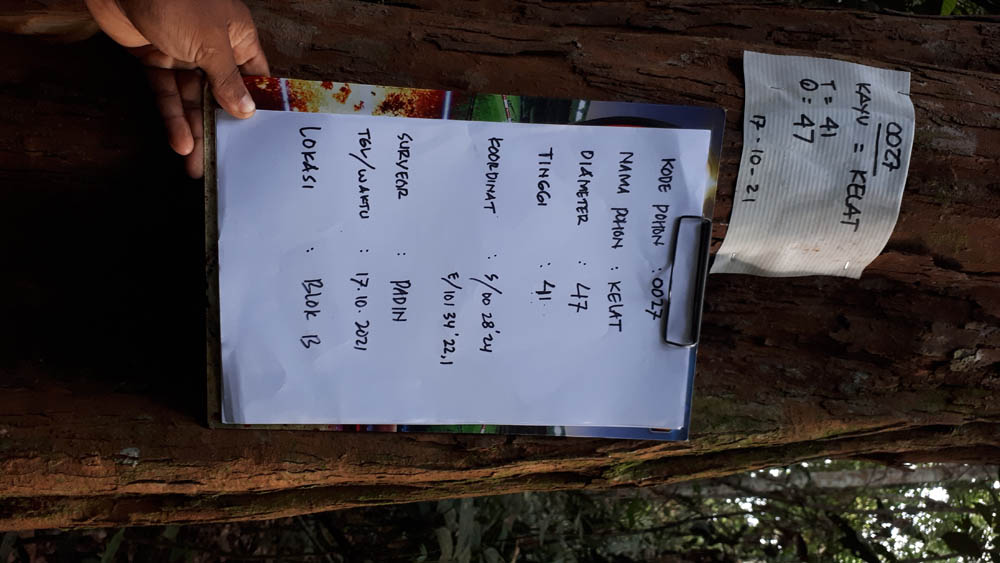 0027
KAYU = KELAT
T = 41
Ø = 47
17-10-21
KODE POHON : 0027
NAMA POHON : KELAT
DIAMETER : 47
TINGGI : 41
KOORDINAT : S/00 28'24
E/101 34'22,1
SURVEOR : PADIN
TGL/WAKTU : 17.10.2021
LOKASI : BLOK B